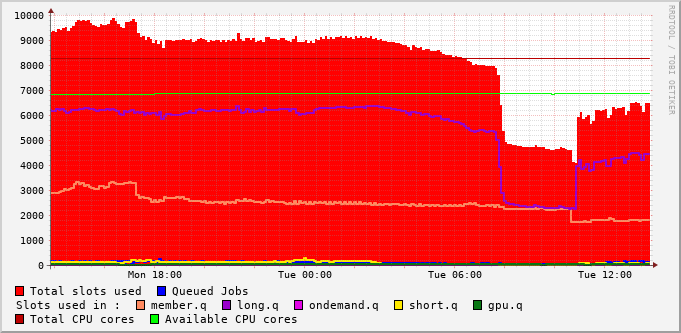 RRDTOOL / TOBI OETIKER
10000
9000
8000
7000
6000
5000
4000
3000
2000
1000
0
Mon 18:00 Tue 00:00 Tue 06:00 Tue 12:00
Total slots used Queued Jobs
Slots used in : member.q long.q ondemand.q short.q gpu.q
Total CPU cores Available CPU cores